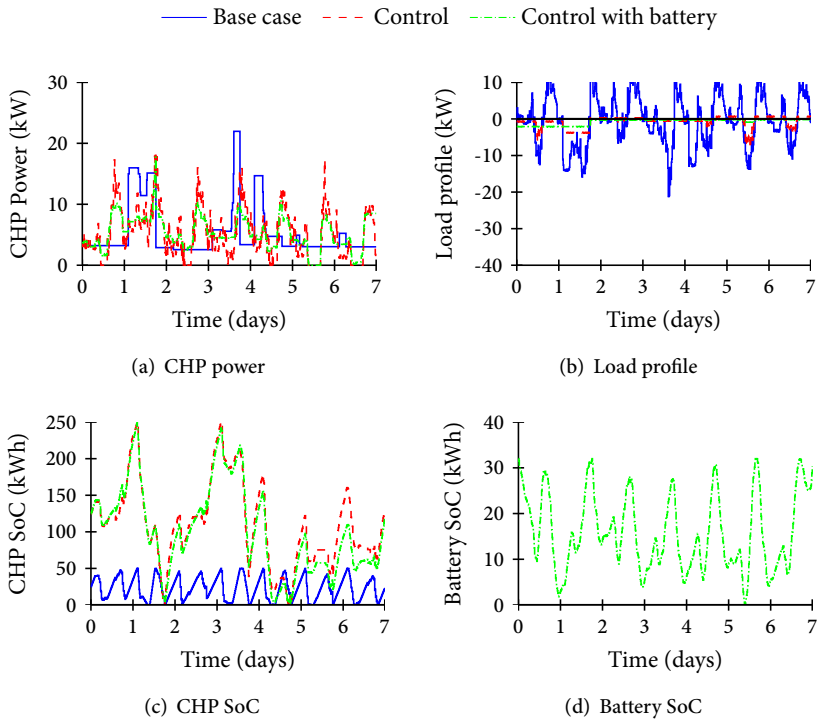 Base case Control Control with battery
30
20
10
0
0 1 2 3 4 5 6 7
CHP Power (kW)
Time (days)
(a) CHP power
10
0
-10
-20
-30
-40
0 1 2 3 4 5 6 7
Load profile (kW)
Time (days)
(b) Load profile
250
200
150
100
50
0
0 1 2 3 4 5 6 7
CHP SoC (kWh)
Time (days)
(c) CHP SoC
40
30
20
10
0
0 1 2 3 4 5 6 7
Battery SoC (kWh)
Time (days)
(d) Battery SoC